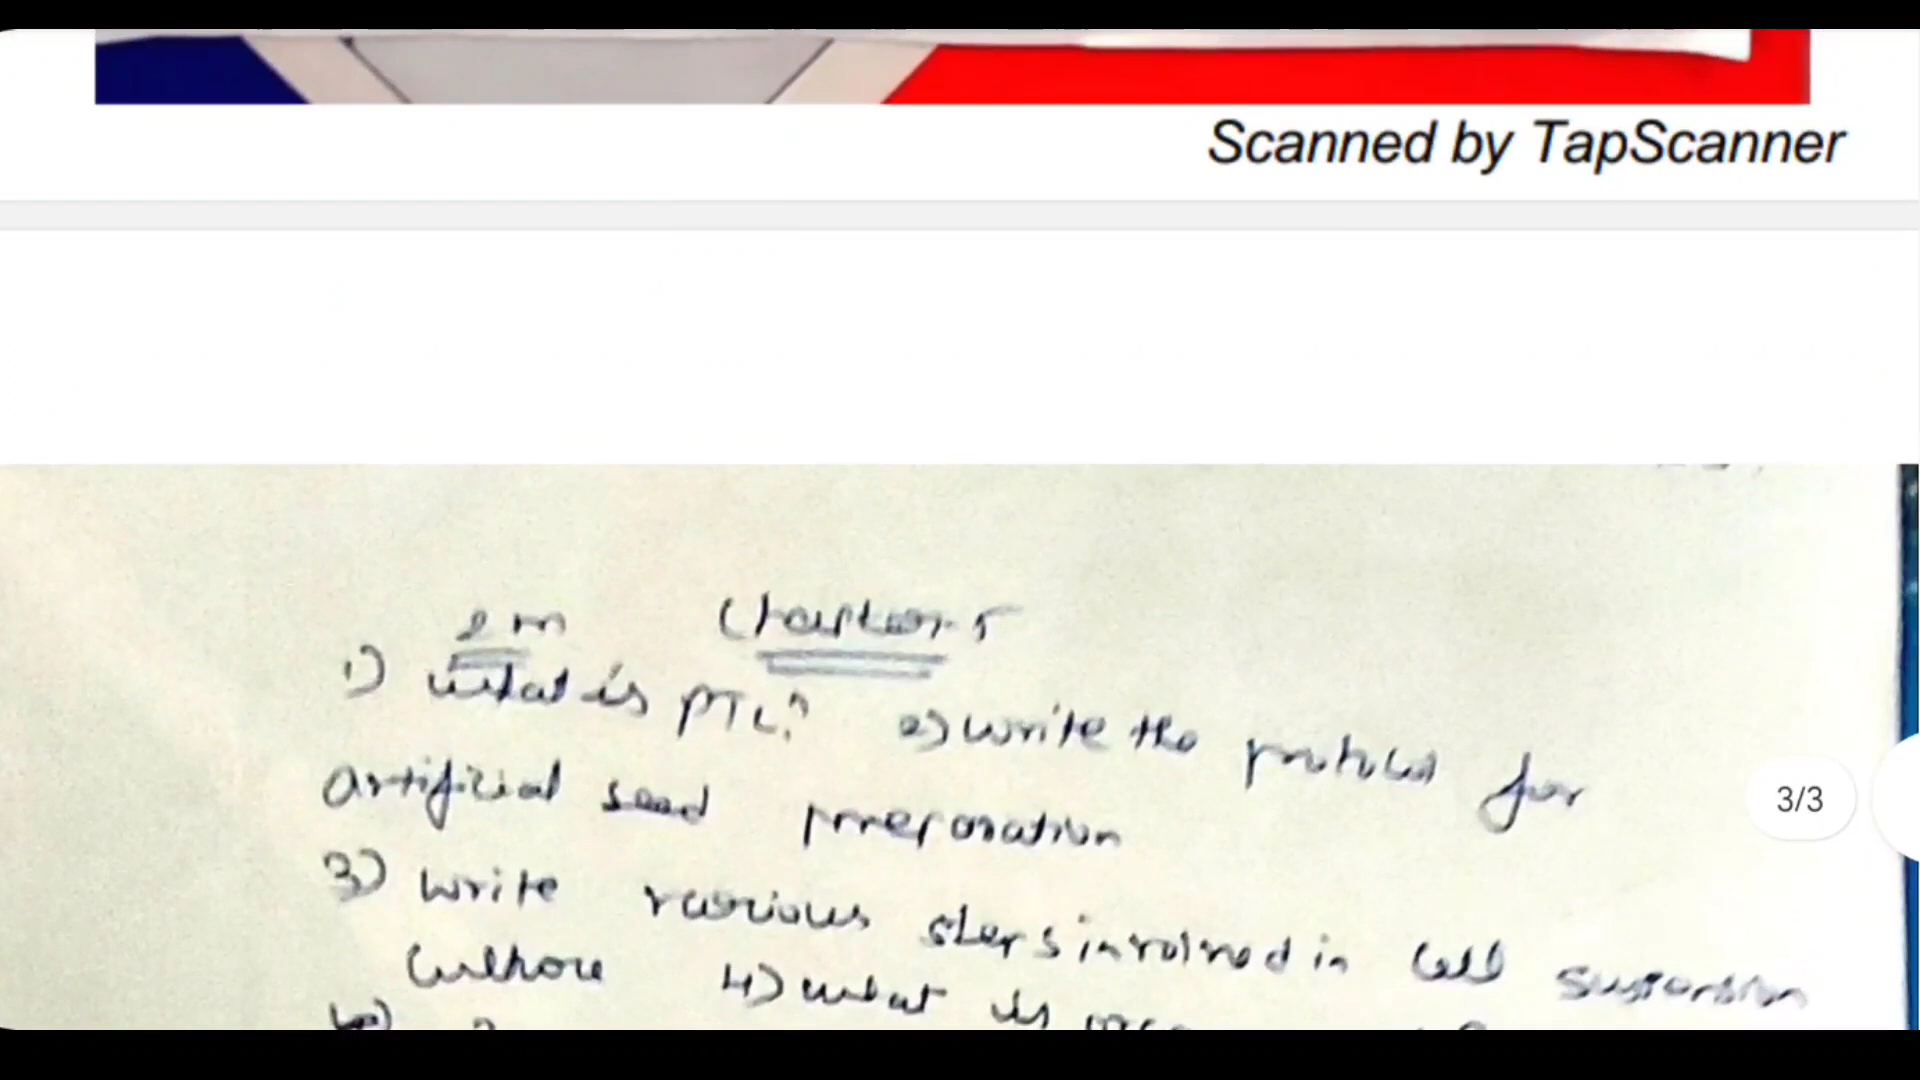 Scanned by TapScanner
2m Chapter-5
1) what is PTC? 2) write the protocol for
artificial seed preparation
3/3
3) write various steps involved in cell suspension
culture 4) what is